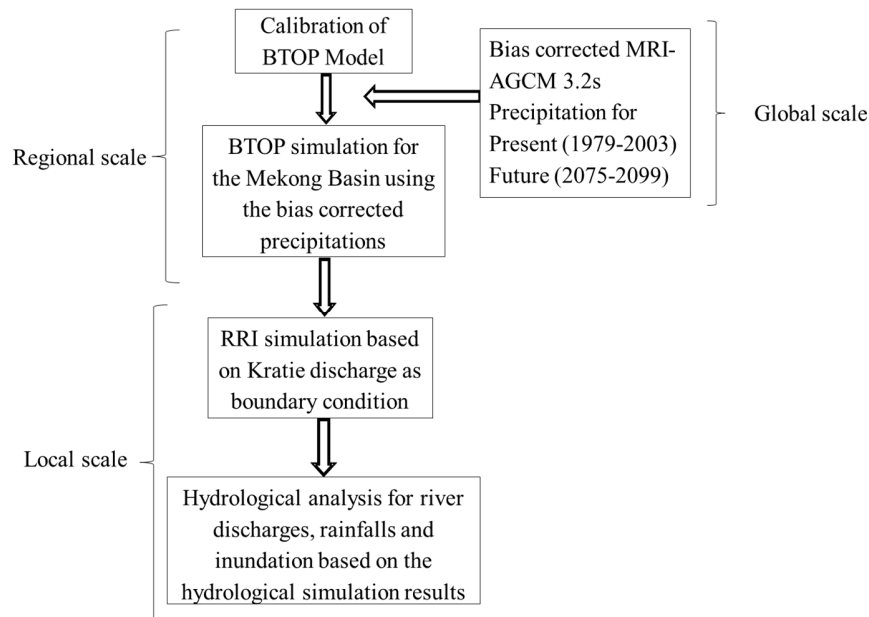 Calibration of
BTOP Model
Bias corrected MRI-
AGCM 3.2s
Precipitation for
Present (1979-2003)
Future (2075-2099)
Global scale
Regional scale
BTOP simulation for
the Mekong Basin using
the bias corrected
precipitations
RRI simulation based
on Kratie discharge as
boundary condition
Local scale
Hydrological analysis for river
discharges, rainfalls and
inundation based on the
hydrological simulation results